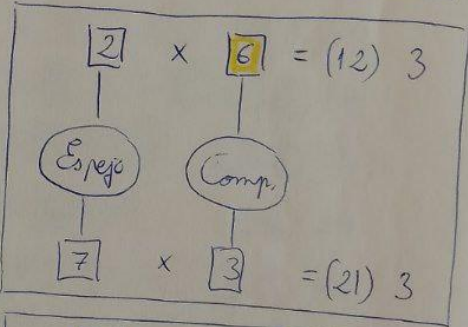 2 x 6 = (12) 3
Espejo Comp.
7 x 3 = (21) 3